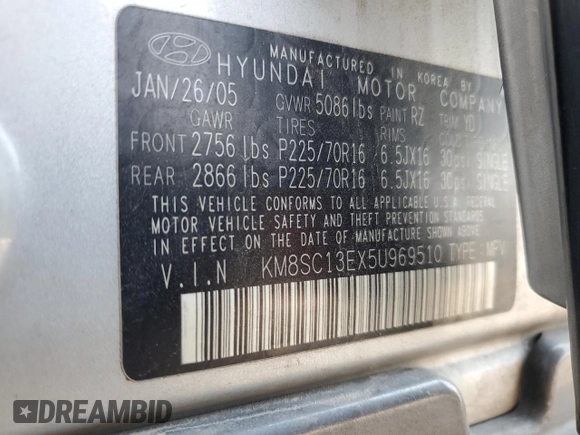 MANUFACTURED IN KOREA BY
HYUNDAI MOTOR COMPANY
JAN/26/05 GVWR 5086 lbs PAINT RZ TRIM YD
GAWR TIRES RIMS COLD
FRONT 2756 lbs P225/70R16 6.5JX16 30psi SINGLE
REAR 2866 lbs P225/70R16 6.5JX16 30psi SINGLE
THIS VEHICLE CONFORMS TO ALL APPLICABLE U.S.A FEDERAL
MOTOR VEHICLE SAFETY AND THEFT PREVENTION STANDARDS
IN EFFECT ON THE DATE OF MANUFACTURE SHOWN ABOVE
V.I.N KM8SC13EX5U969510 TYPE : MPV
DREAMBID